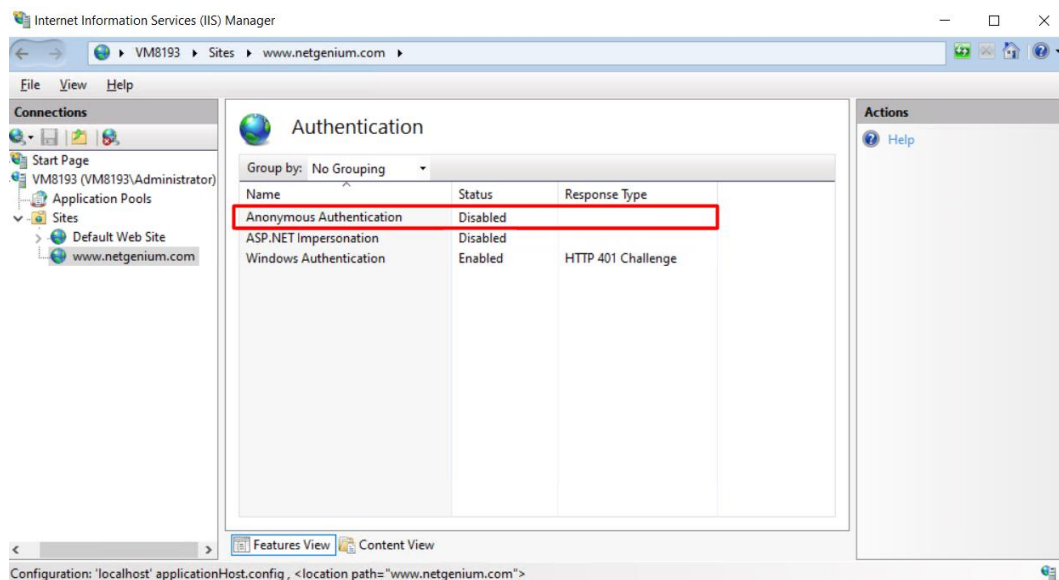 Internet Information Services (IIS) Manager
VM8193 Sites www.netgenium.com
File View Help
Connections
Start Page
VM8193 (VM8193\Administrator)
Application Pools
Sites
Default Web Site
www.netgenium.com
Authentication
Group by: No Grouping
Name Status Response Type
Anonymous Authentication Disabled
ASP.NET Impersonation Disabled
Windows Authentication Enabled HTTP 401 Challenge
Features View Content View
Actions
Help
Configuration: 'localhost' applicationHost.config , <location path="www.netgenium.com">